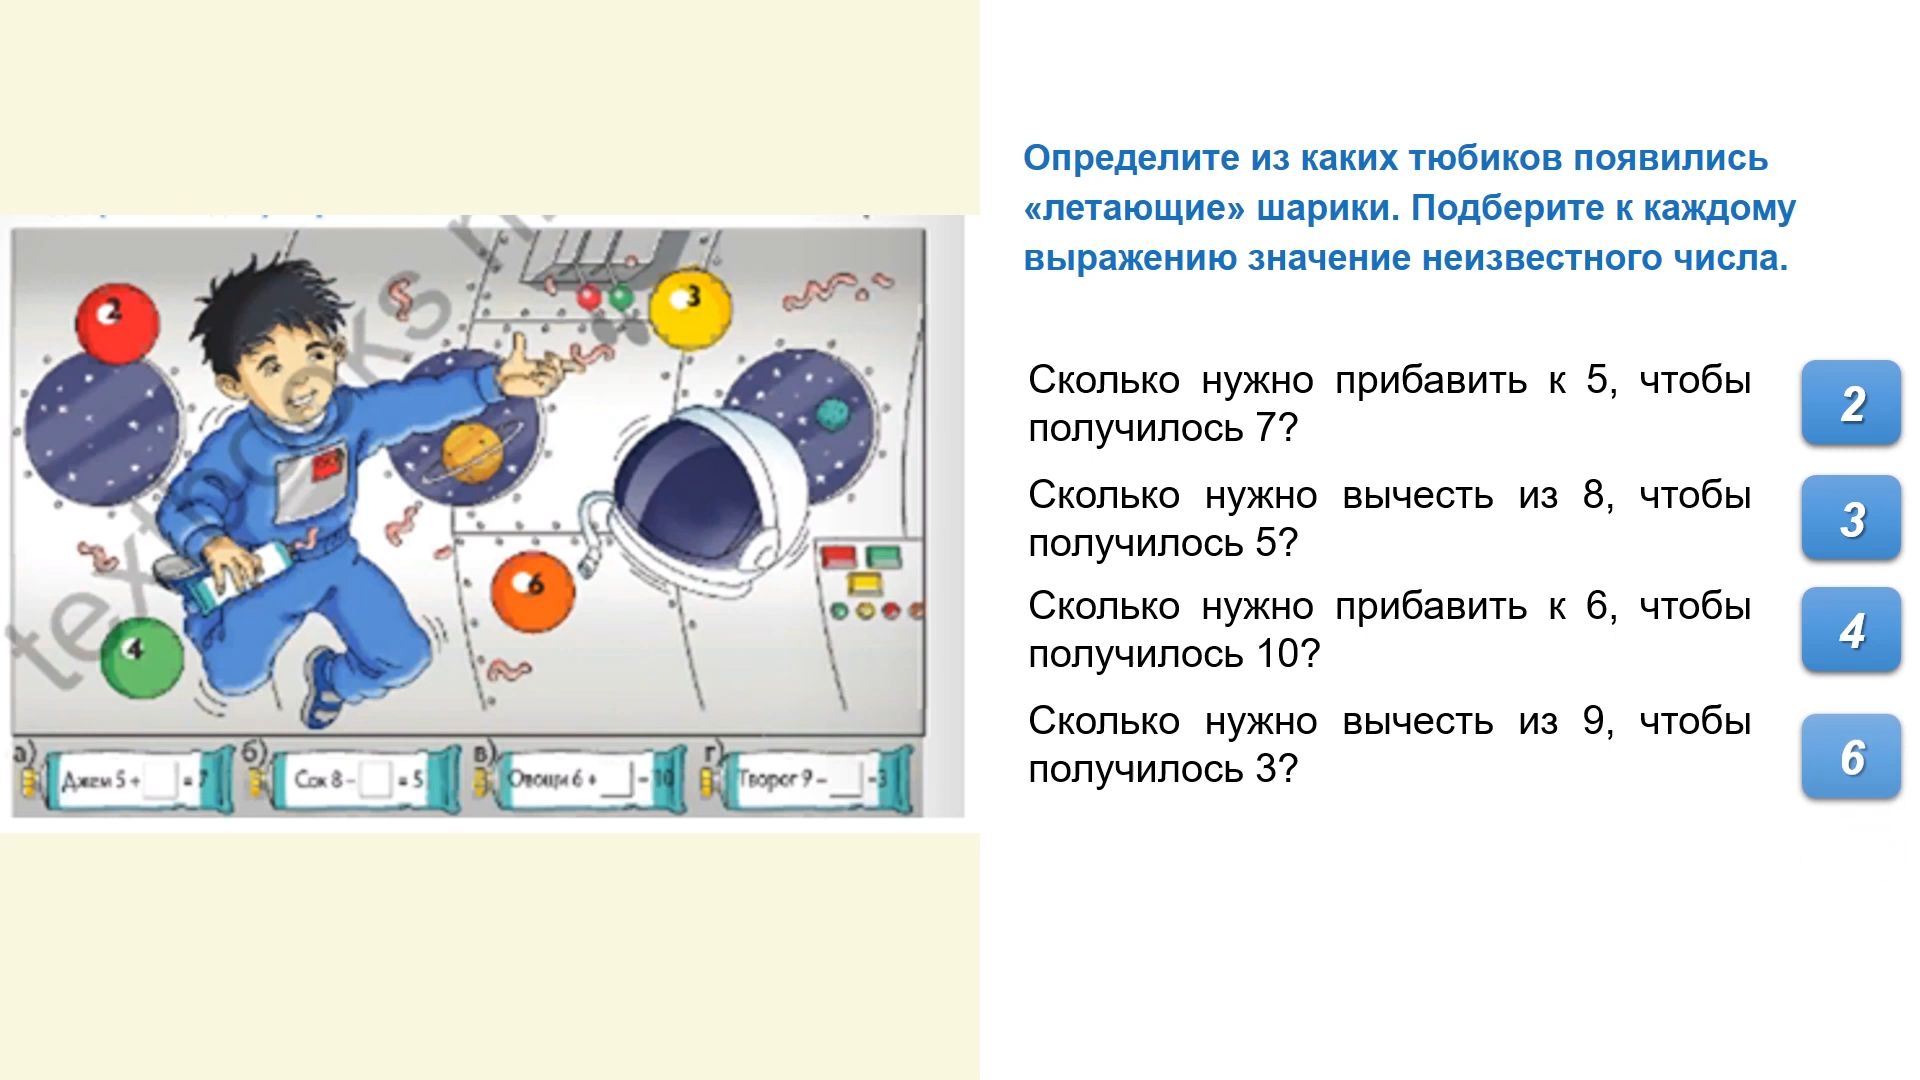 Определите из каких тюбиков появились
«летающие» шарики. Подберите к каждому
выражению значение неизвестного числа.
Сколько нужно прибавить к 5, чтобы
получилось 7?
2
Сколько нужно вычесть из 8, чтобы
получилось 5?
3
Сколько нужно прибавить к 6, чтобы
получилось 10?
4
Сколько нужно вычесть из 9, чтобы
получилось 3?
6
2
3
6
4
textbooks
а) Джем 5 + = 7
б) Сок 8 – = 5
в) Овощи 6 + = 10
г) Творог 9 – = 3